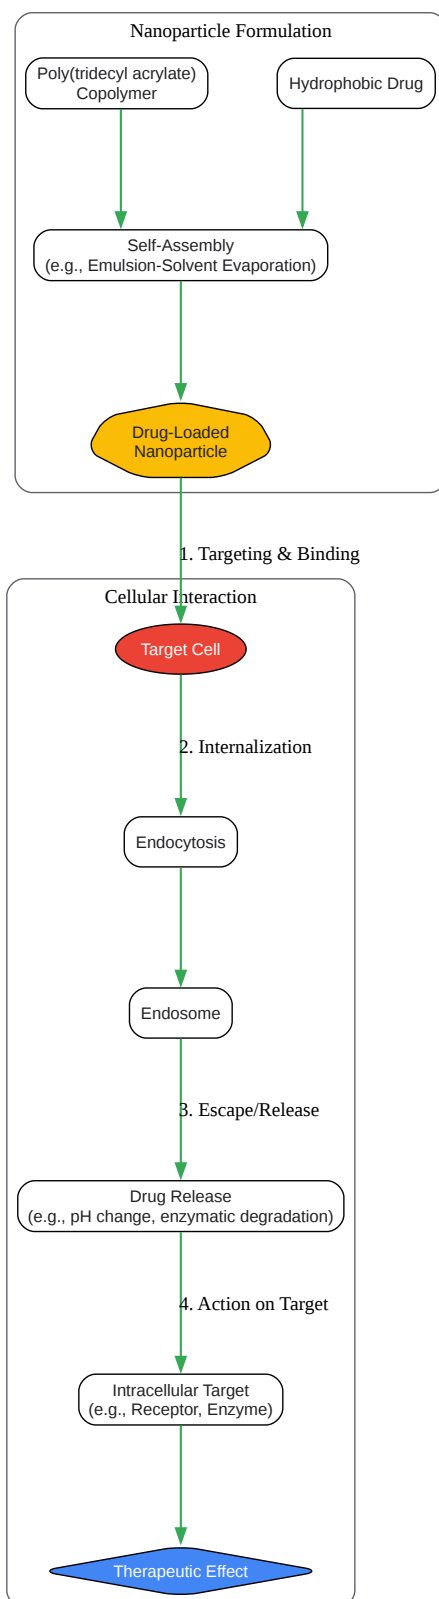 Nanoparticle Formulation
Poly(tridecyl acrylate)
Copolymer
Hydrophobic Drug
Self-Assembly
(e.g., Emulsion-Solvent Evaporation)
Drug-Loaded
Nanoparticle
1. Targeting & Binding
Cellular Interaction
Target Cell
2. Internalization
Endocytosis
Endosome
3. Escape/Release
Drug Release
(e.g., pH change, enzymatic degradation)
4. Action on Target
Intracellular Target
(e.g., Receptor, Enzyme)
Therapeutic Effect